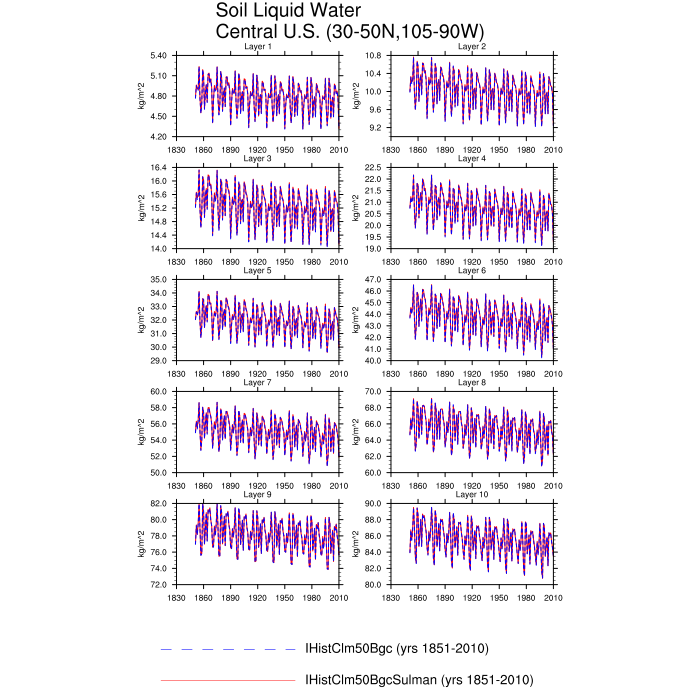 Soil Liquid Water
Central U.S. (30-50N,105-90W)
Layer 1
5.40
5.10
4.80
4.50
4.20
kg/m^2
1830 1860 1890 1920 1950 1980 2010
Layer 2
10.8
10.4
10.0
9.6
9.2
kg/m^2
1830 1860 1890 1920 1950 1980 2010
Layer 3
16.4
16.0
15.6
15.2
14.8
14.4
14.0
kg/m^2
1830 1860 1890 1920 1950 1980 2010
Layer 4
22.5
22.0
21.5
21.0
20.5
20.0
19.5
19.0
kg/m^2
1830 1860 1890 1920 1950 1980 2010
Layer 5
35.0
34.0
33.0
32.0
31.0
30.0
29.0
kg/m^2
1830 1860 1890 1920 1950 1980 2010
Layer 6
47.0
46.0
45.0
44.0
43.0
42.0
41.0
40.0
kg/m^2
1830 1860 1890 1920 1950 1980 2010
Layer 7
60.0
58.0
56.0
54.0
52.0
50.0
kg/m^2
1830 1860 1890 1920 1950 1980 2010
Layer 8
70.0
68.0
66.0
64.0
62.0
60.0
kg/m^2
1830 1860 1890 1920 1950 1980 2010
Layer 9
82.0
80.0
78.0
76.0
74.0
72.0
kg/m^2
1830 1860 1890 1920 1950 1980 2010
Layer 10
90.0
88.0
86.0
84.0
82.0
80.0
kg/m^2
1830 1860 1890 1920 1950 1980 2010
IHistClm50Bgc (yrs 1851-2010)
IHistClm50BgcSulman (yrs 1851-2010)